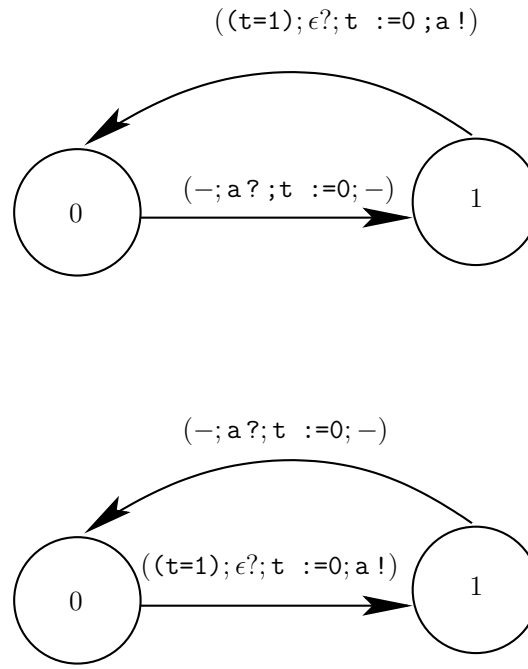 ((t=1);ϵ?;t :=0 ;a !)
(−;a ? ;t :=0;−)
0
1
(−;a ?;t :=0;−)
((t=1);ϵ?;t :=0;a !)
0
1